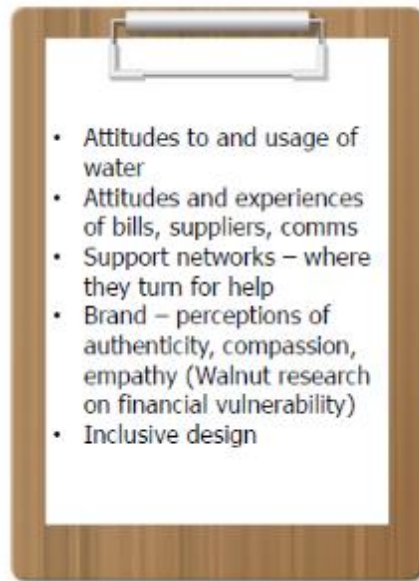 • Attitudes to and usage of
water
• Attitudes and experiences
of bills, suppliers, comms
• Support networks – where
they turn for help
• Brand – perceptions of
authenticity, compassion,
empathy (Walnut research
on financial vulnerability)
• Inclusive design